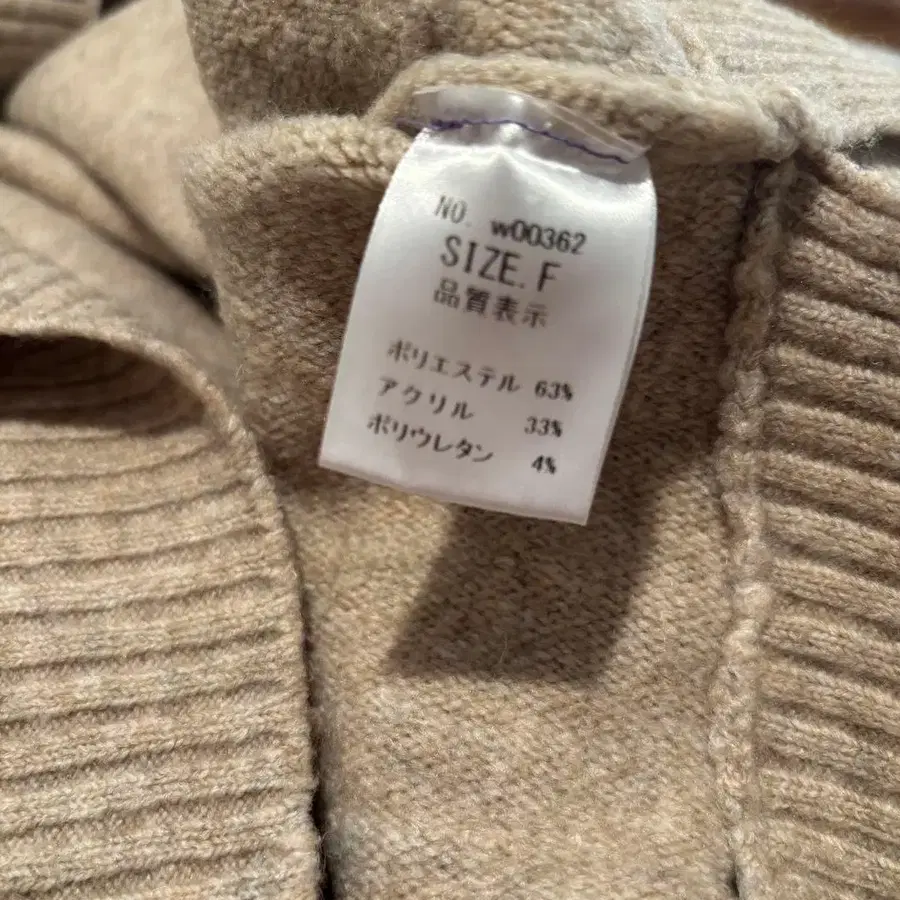 NO. w00362
SIZE.F
品質表示
ポリエステル 63%
アクリル 33%
ポリウレタン 4%